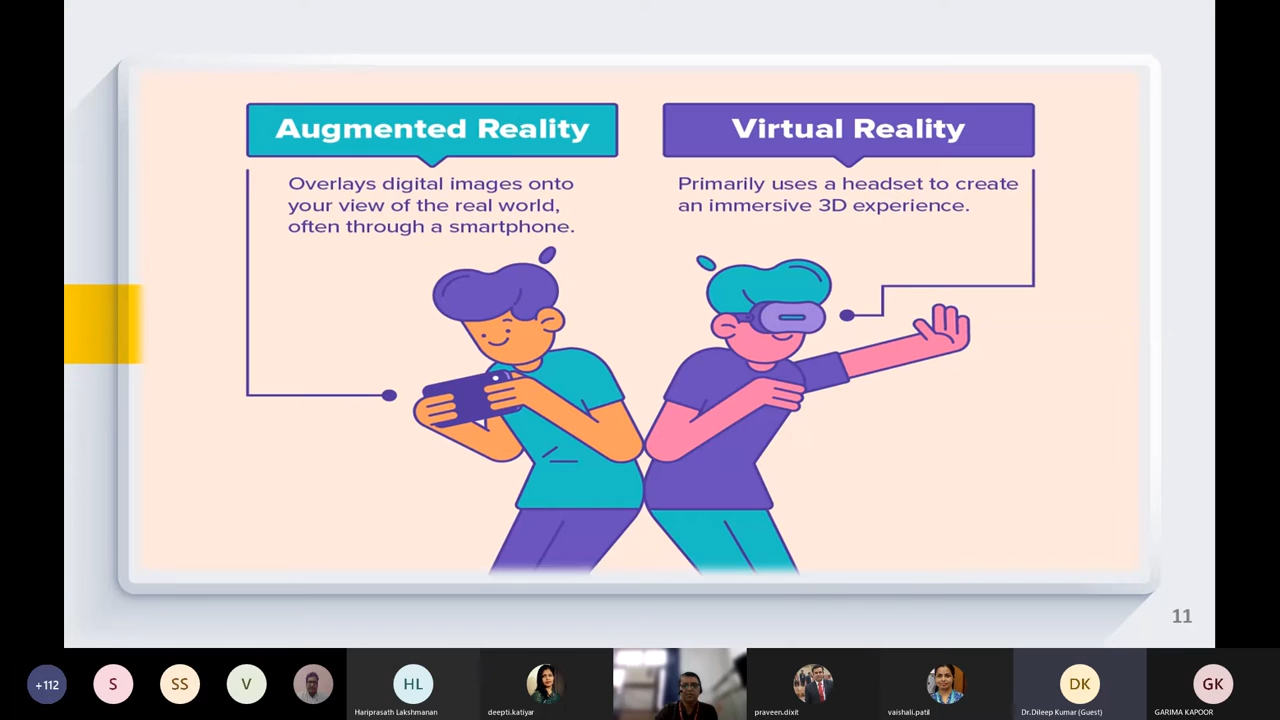 Augmented Reality
Overlays digital images onto
your view of the real world,
often through a smartphone.
Virtual Reality
Primarily uses a headset to create
an immersive 3D experience.
11
+112
S
SS
V
HL
Hariprasath Lakshmanan
deepti.katiyar
praveen.dixit
vaishali.patil
DK
Dr.Dileep Kumar (Guest)
GK
GARIMA KAPOOR